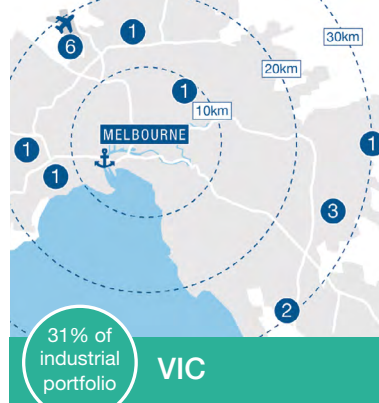 1
30km
6
20km
1
10km
MELBOURNE
1
1
1
3
2
31% of
industrial
portfolio
VIC